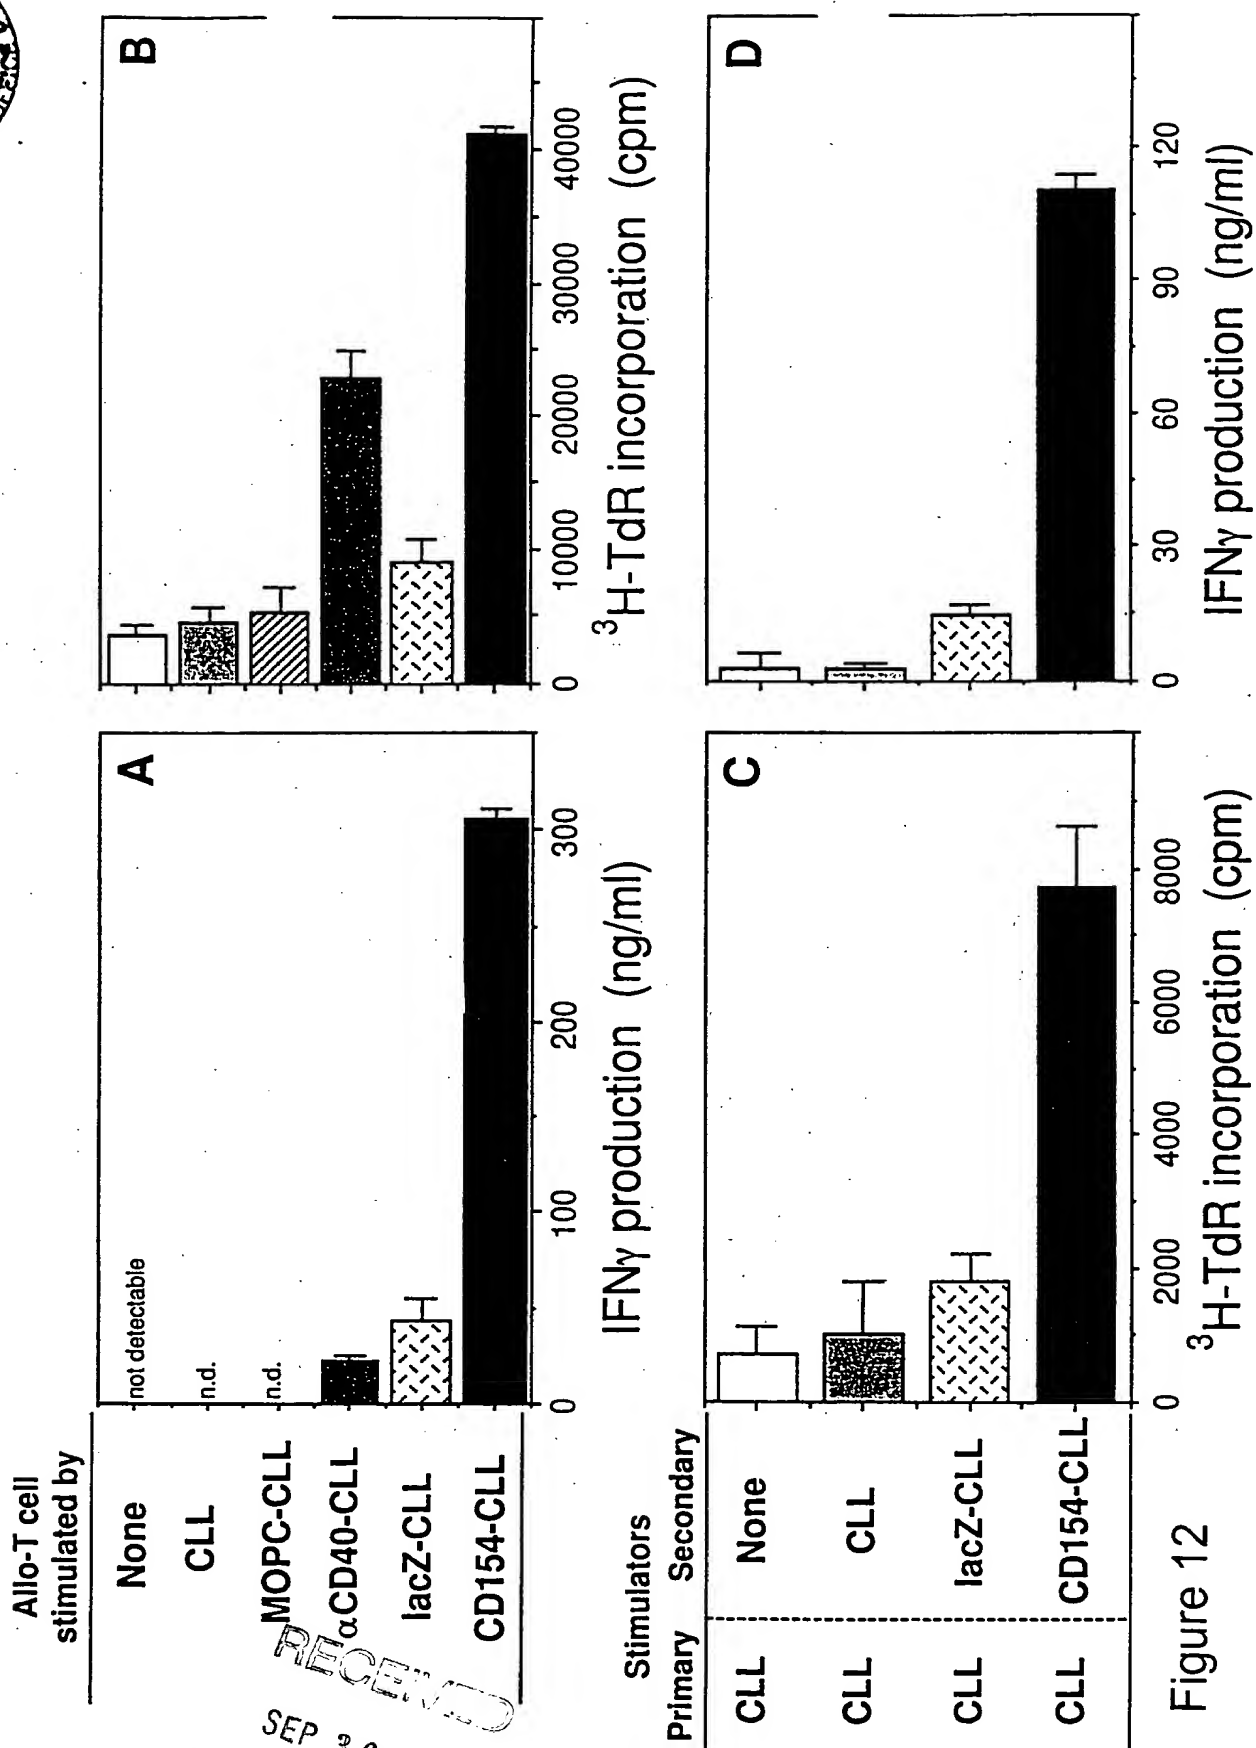 Allo-T cell
stimulated by
None
CLL
MOPC-CLL
αCD40-CLL
lacZ-CLL
CD154-CLL
A
not detectable
n.d.
n.d.
0 100 200 300
IFNγ production (ng/ml)
B
0 10000 20000 30000 40000
³H-TdR incorporation (cpm)
Stimulators
Primary Secondary
CLL None
CLL CLL
CLL lacZ-CLL
CLL CD154-CLL
C
0 2000 4000 6000 8000
³H-TdR incorporation (cpm)
D
0 30 60 90 120
IFNγ production (ng/ml)
Figure 12
RECEIVED
SEP